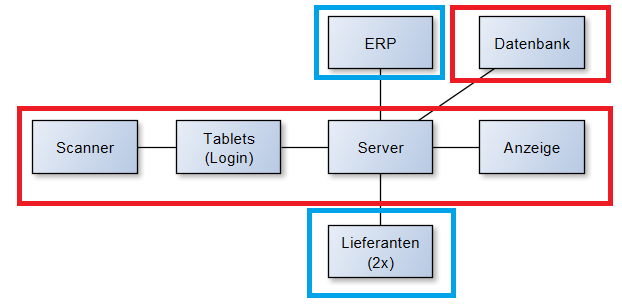 ERP
Datenbank
Scanner
Tablets
(Login)
Server
Anzeige
Lieferanten
(2x)